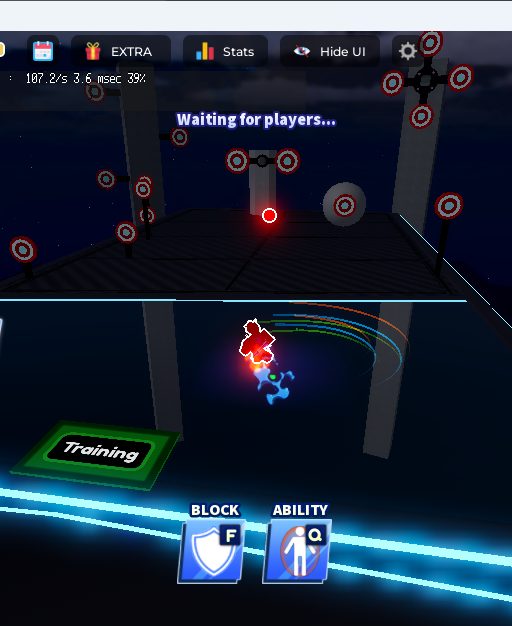 EXTRA
Stats
Hide UI
: 107.2/s 3.6 msec 39%
Waiting for players...
Training
BLOCK
ABILITY
F
Q